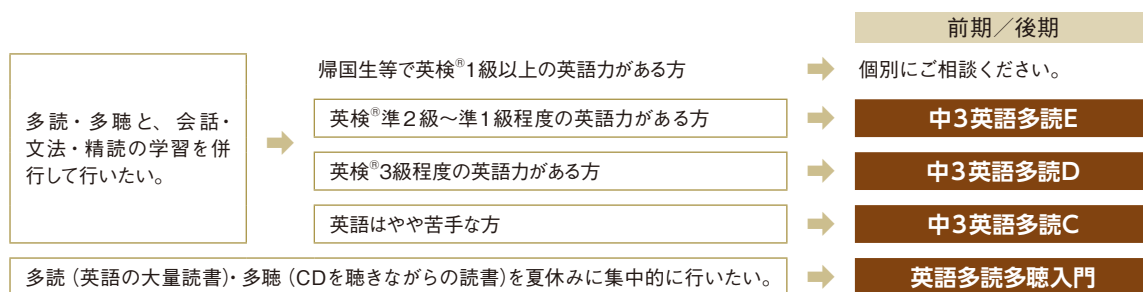 前期／後期
帰国生等で英検®1級以上の英語力がある方
個別にご相談ください。
多読・多聴と、会話・
文法・精読の学習を併
行して行いたい。
英検®準2級〜準1級程度の英語力がある方
中3英語多読E
英検®3級程度の英語力がある方
中3英語多読D
英語はやや苦手な方
中3英語多読C
多読（英語の大量読書）・多聴（CDを聴きながらの読書）を夏休みに集中的に行いたい。
英語多読多聴入門